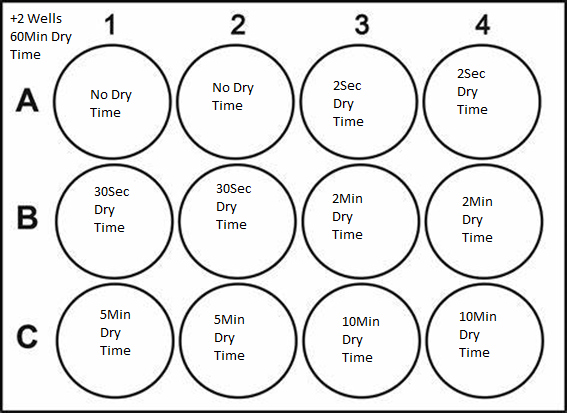 +2 Wells
60Min Dry
Time
1 2 3 4
A
No Dry
Time
No Dry
Time
2Sec
Dry
Time
2Sec
Dry
Time
B
30Sec
Dry
Time
30Sec
Dry
Time
2Min
Dry
Time
2Min
Dry
Time
C
5Min
Dry
Time
5Min
Dry
Time
10Min
Dry
Time
10Min
Dry
Time